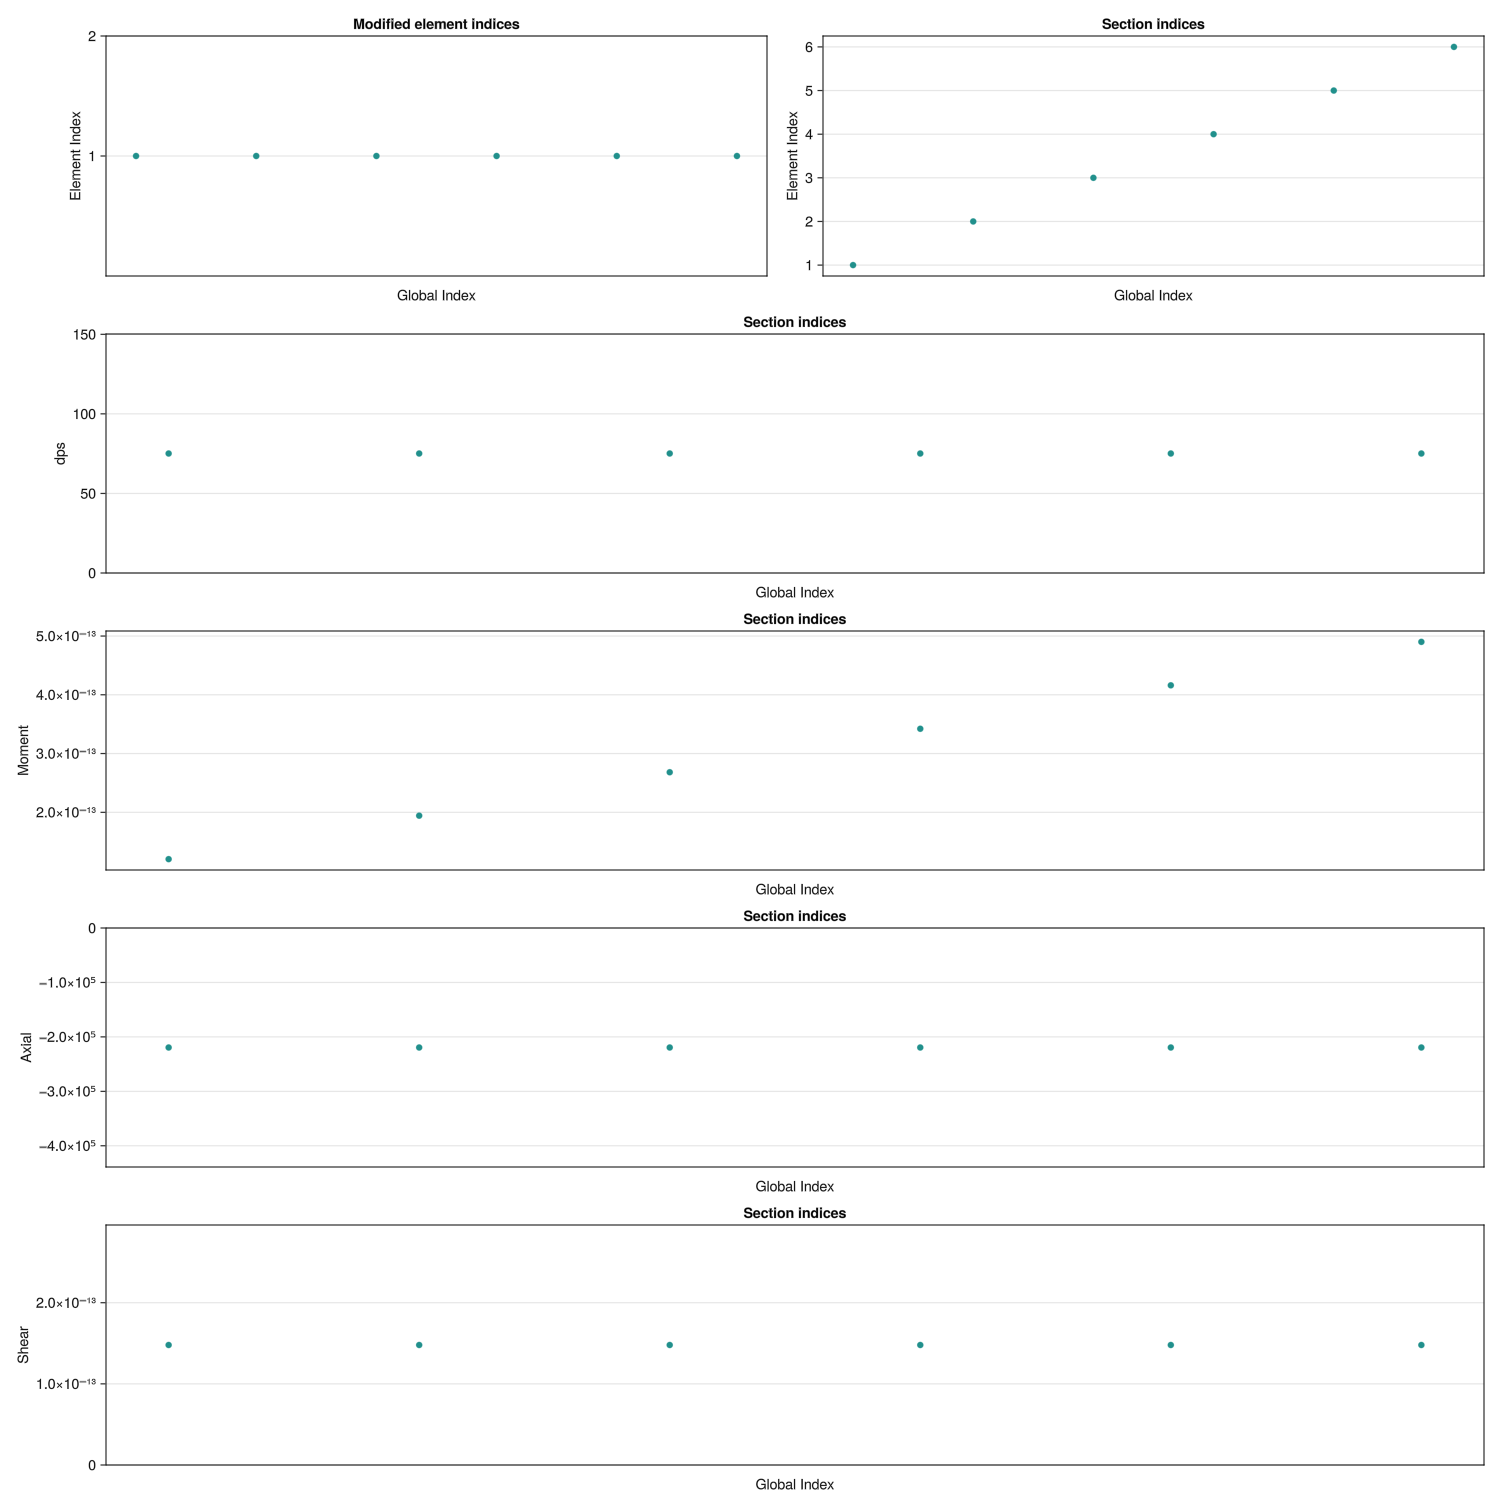 Modified element indices
2
1
Element Index
Global Index
Section indices
6
5
4
3
2
1
Element Index
Global Index
Section indices
150
100
50
0
dps
Global Index
Section indices
5.0×10⁻¹³
4.0×10⁻¹³
3.0×10⁻¹³
2.0×10⁻¹³
Moment
Global Index
Section indices
0
−1.0×10⁵
−2.0×10⁵
−3.0×10⁵
−4.0×10⁵
Axial
Global Index
Section indices
2.0×10⁻¹³
1.0×10⁻¹³
0
Shear
Global Index